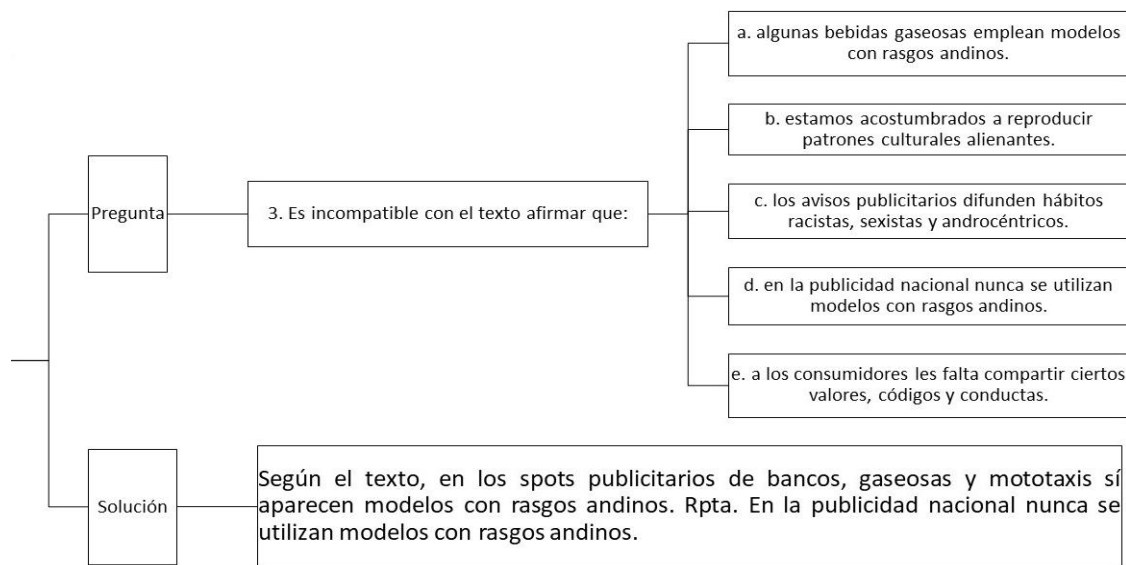 Pregunta
3. Es incompatible con el texto afirmar que:
a. algunas bebidas gaseosas emplean modelos
con rasgos andinos.
b. estamos acostumbrados a reproducir
patrones culturales alienantes.
c. los avisos publicitarios difunden hábitos
racistas, sexistas y androcéntricos.
d. en la publicidad nacional nunca se utilizan
modelos con rasgos andinos.
e. a los consumidores les falta compartir ciertos
valores, códigos y conductas.
Solución
Según el texto, en los spots publicitarios de bancos, gaseosas y mototaxis sí
aparecen modelos con rasgos andinos. Rpta. En la publicidad nacional nunca se
utilizan modelos con rasgos andinos.